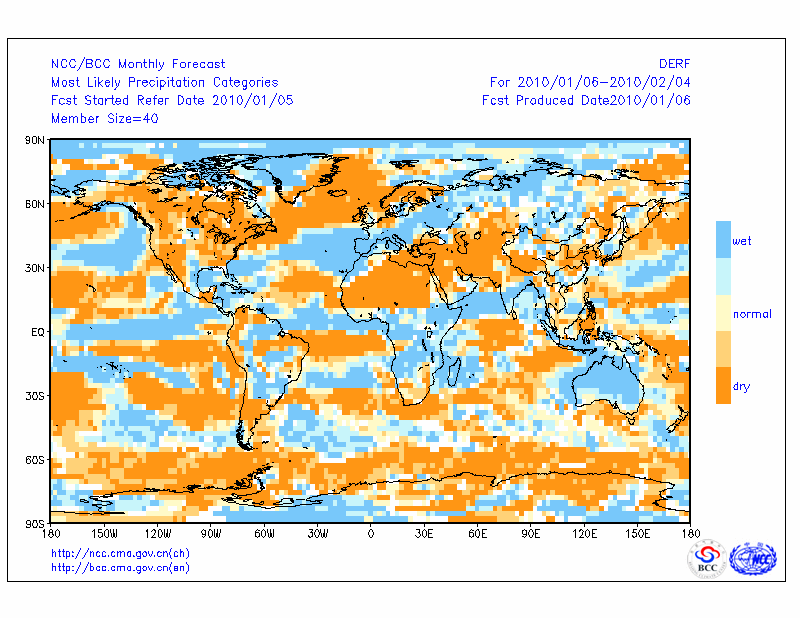 NCC/BCC Monthly Forecast DERF
Most Likely Precipitation Categories For 2010/01/06-2010/02/04
Fcst Started Refer Date 2010/01/05 Fcst Produced Date2010/01/06
Member Size=40
90N
60N
30N
EQ
30S
60S
90S
180 150W 120W 90W 60W 30W 0 30E 60E 90E 120E 150E 180
wet
normal
dry
http://ncc.cma.gov.cn(ch)
http://bcc.cma.gov.cn(en)
BCC
NCC